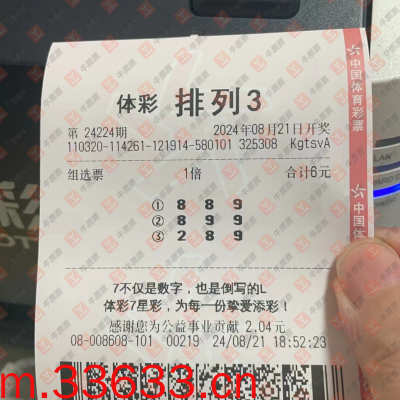 体彩 排列3
第 24224期 2024年08月21日开奖
110320-114261-121914-580101 325308 KgtsvA
组选票 1倍 合计6元
① 8 8 9
② 8 9 9
③ 2 8 9
7不仅是数字，也是倒写的L
体彩7星彩，为每一份挚爱添彩！
感谢您为公益事业贡献 2.04元
08-008608-101 00219 24/08/21 18:52:23
中国体育彩票
中国体
LAN
m.33633.cn